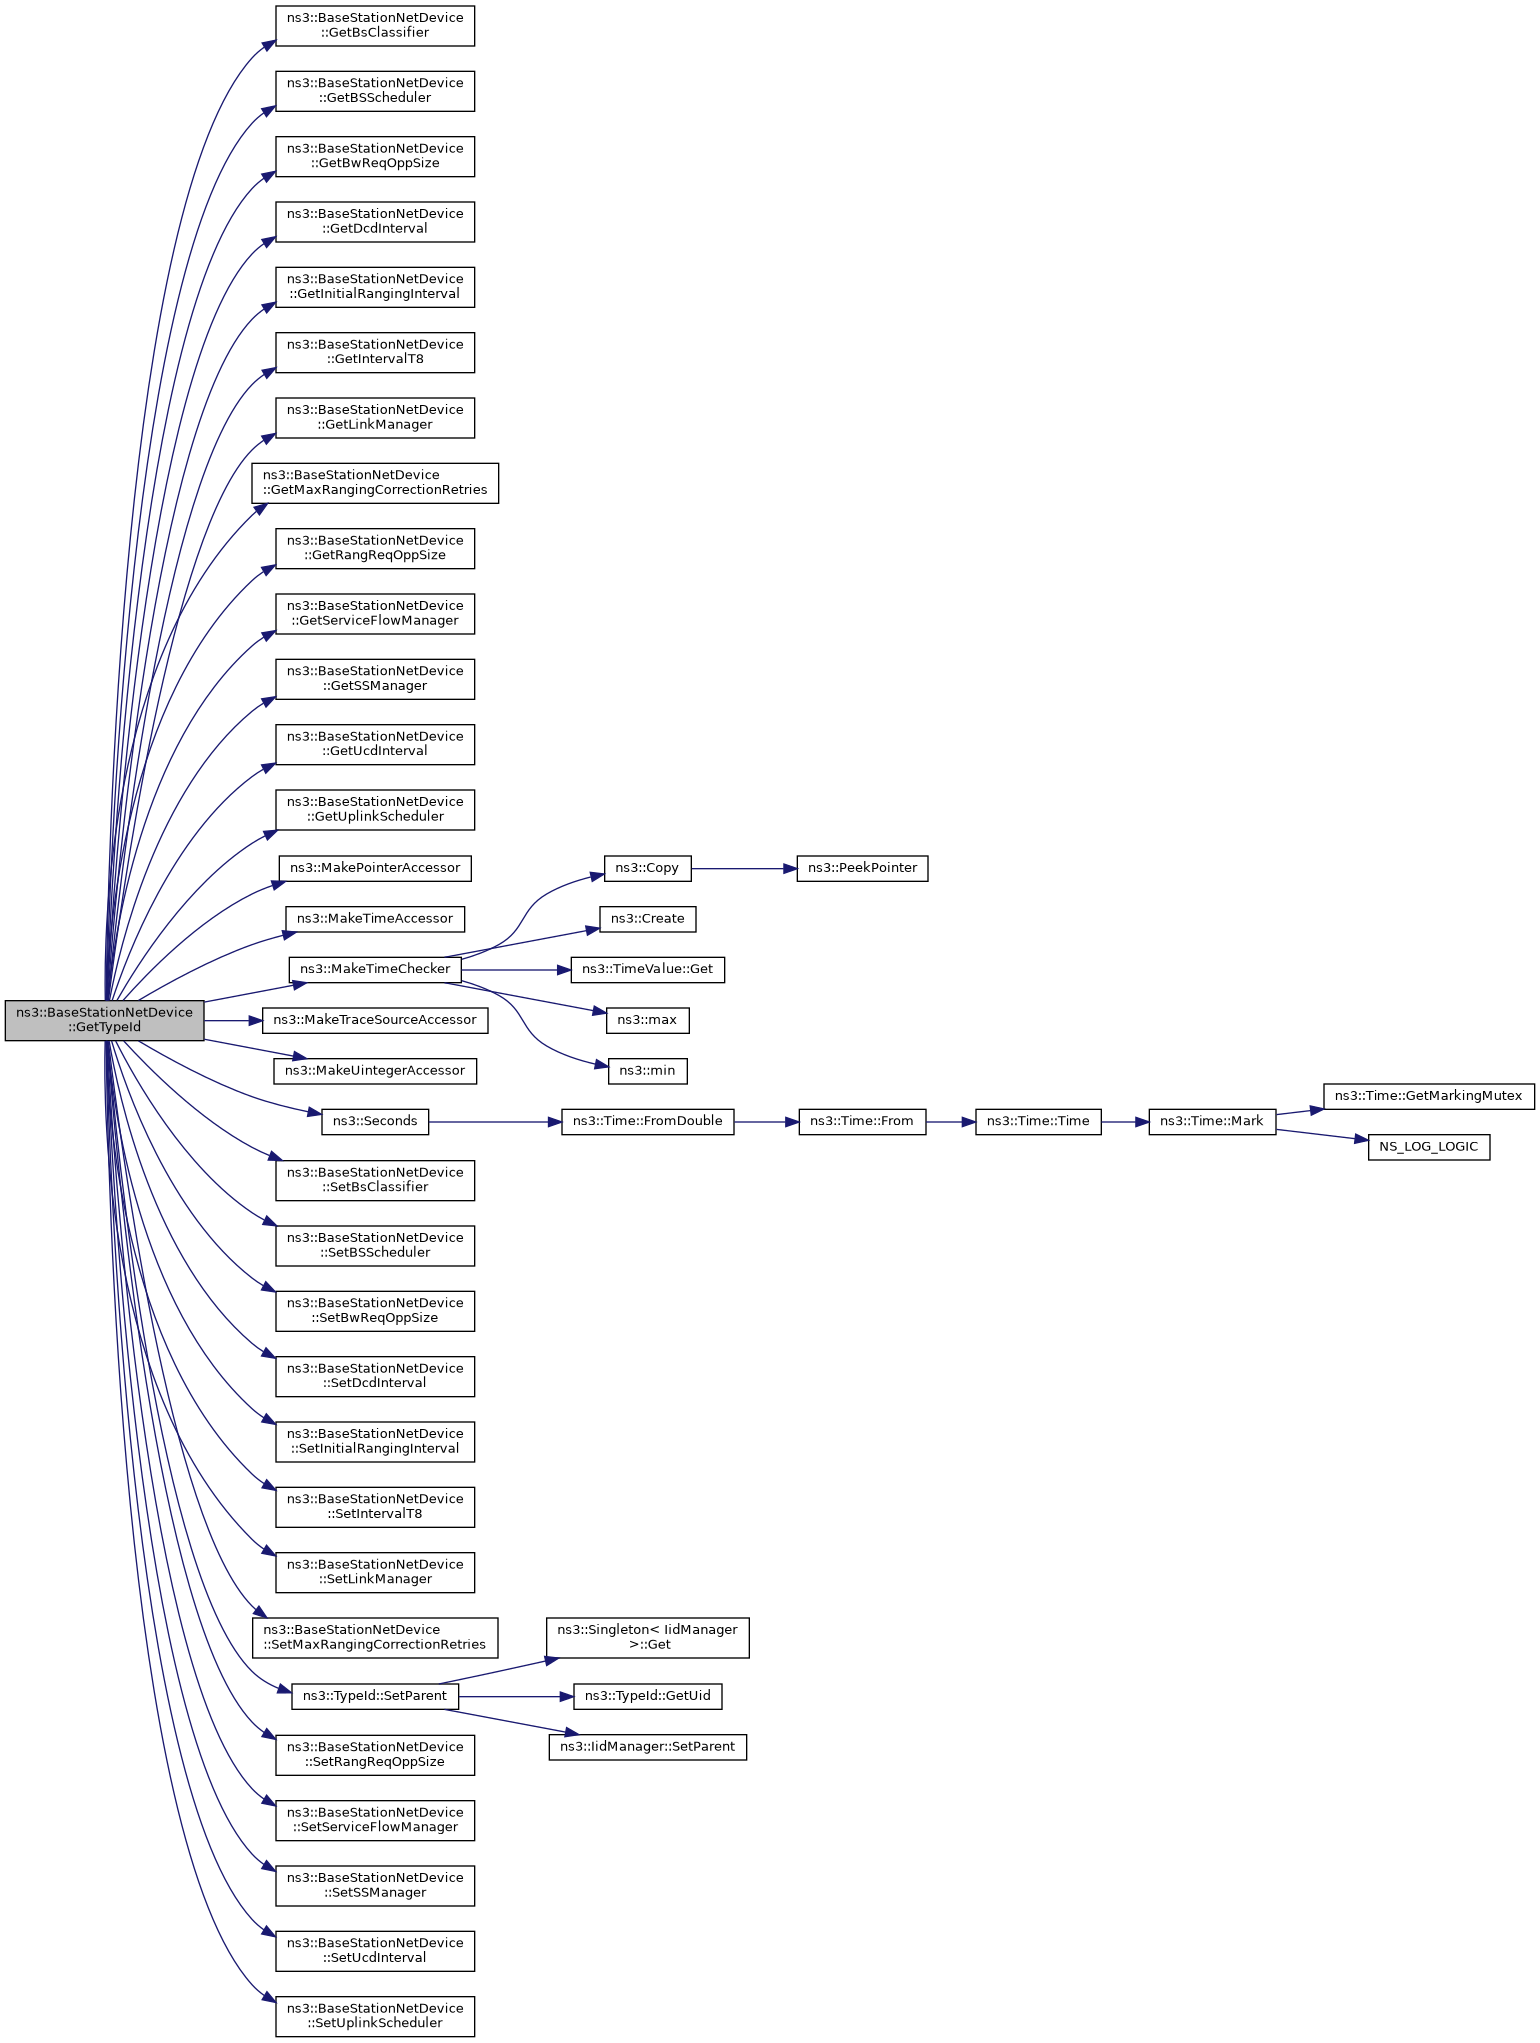 ns3::BaseStationNetDevice
::GetBsClassifier
ns3::BaseStationNetDevice
::GetBSScheduler
ns3::BaseStationNetDevice
::GetBwReqOppSize
ns3::BaseStationNetDevice
::GetDcdInterval
ns3::BaseStationNetDevice
::GetInitialRangingInterval
ns3::BaseStationNetDevice
::GetIntervalT8
ns3::BaseStationNetDevice
::GetLinkManager
ns3::BaseStationNetDevice
::GetMaxRangingCorrectionRetries
ns3::BaseStationNetDevice
::GetRangReqOppSize
ns3::BaseStationNetDevice
::GetServiceFlowManager
ns3::BaseStationNetDevice
::GetSSManager
ns3::BaseStationNetDevice
::GetUcdInterval
ns3::BaseStationNetDevice
::GetUplinkScheduler
ns3::MakePointerAccessor
ns3::Copy
ns3::PeekPointer
ns3::MakeTimeAccessor
ns3::Create
ns3::MakeTimeChecker
ns3::TimeValue::Get
ns3::BaseStationNetDevice
::GetTypeId
ns3::MakeTraceSourceAccessor
ns3::max
ns3::MakeUintegerAccessor
ns3::min
ns3::Seconds
ns3::Time::FromDouble
ns3::Time::From
ns3::Time::Time
ns3::Time::Mark
ns3::Time::GetMarkingMutex
NS_LOG_LOGIC
ns3::BaseStationNetDevice
::SetBsClassifier
ns3::BaseStationNetDevice
::SetBSScheduler
ns3::BaseStationNetDevice
::SetBwReqOppSize
ns3::BaseStationNetDevice
::SetDcdInterval
ns3::BaseStationNetDevice
::SetInitialRangingInterval
ns3::BaseStationNetDevice
::SetIntervalT8
ns3::BaseStationNetDevice
::SetLinkManager
ns3::BaseStationNetDevice
::SetMaxRangingCorrectionRetries
ns3::Singleton< IidManager
>::Get
ns3::TypeId::SetParent
ns3::TypeId::GetUid
ns3::IidManager::SetParent
ns3::BaseStationNetDevice
::SetRangReqOppSize
ns3::BaseStationNetDevice
::SetServiceFlowManager
ns3::BaseStationNetDevice
::SetSSManager
ns3::BaseStationNetDevice
::SetUcdInterval
ns3::BaseStationNetDevice
::SetUplinkScheduler